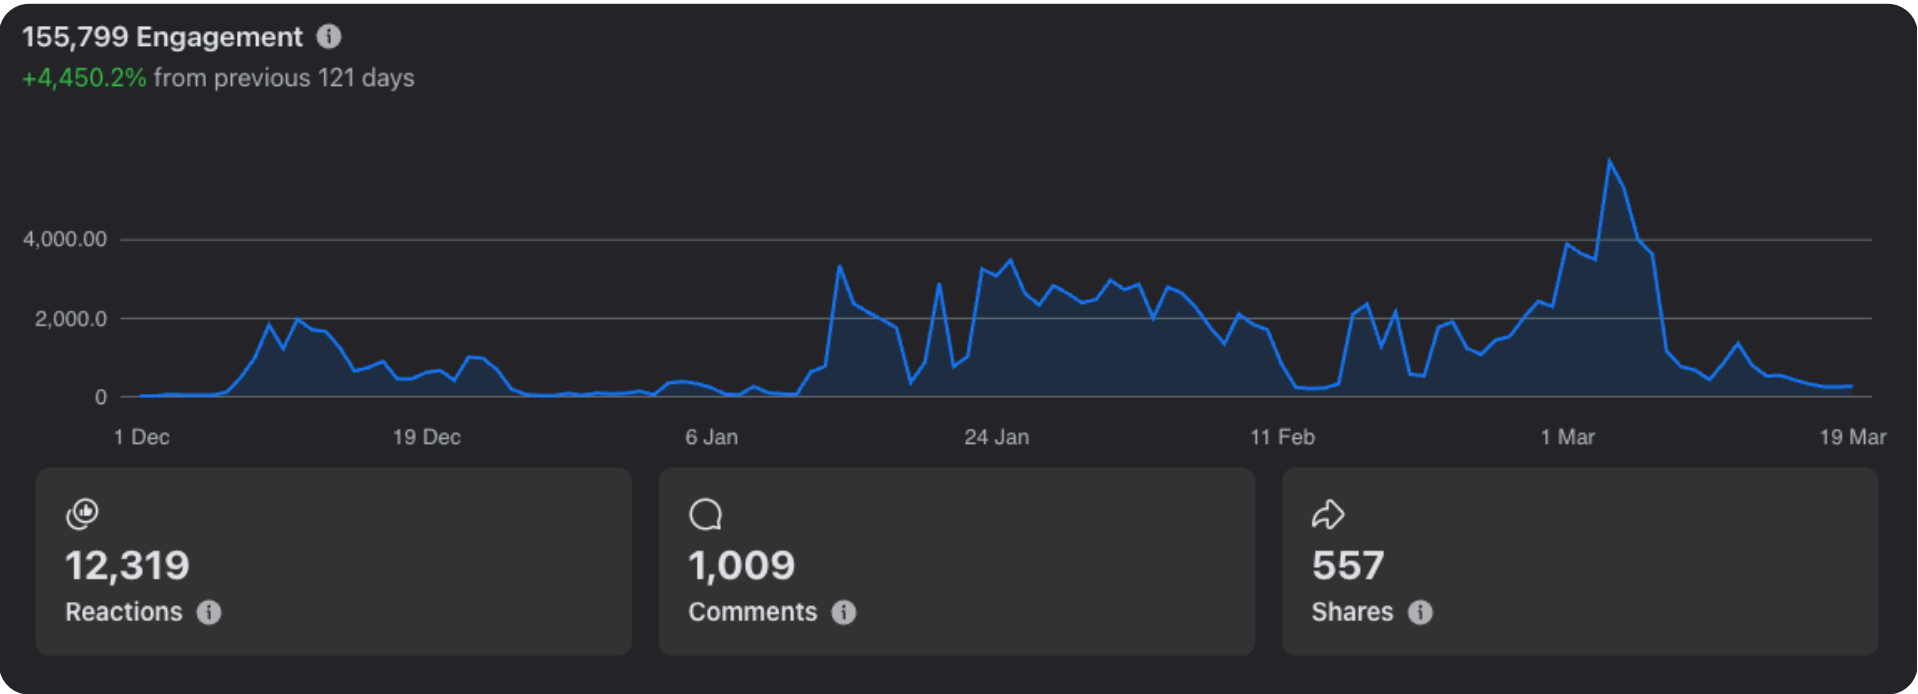 155,799 Engagement
+4,450.2% from previous 121 days
4,000.00
2,000.0
0
1 Dec 19 Dec 6 Jan 24 Jan 11 Feb 1 Mar 19 Mar
12,319
Reactions
1,009
Comments
557
Shares